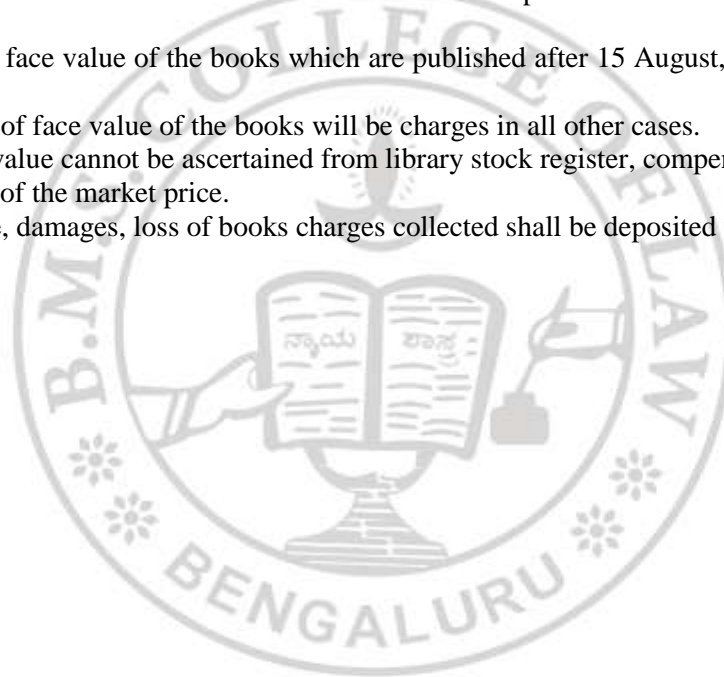 face value of the books which are published after 15 August,
of face value of the books will be charges in all other cases.
value cannot be ascertained from library stock register, compen
of the market price.
, damages, loss of books charges collected shall be deposited
B.M.S. COLLEGE OF LAW
ನ್ಯಾಯ ಶಾಸ್ತ್ರ
BENGALURU